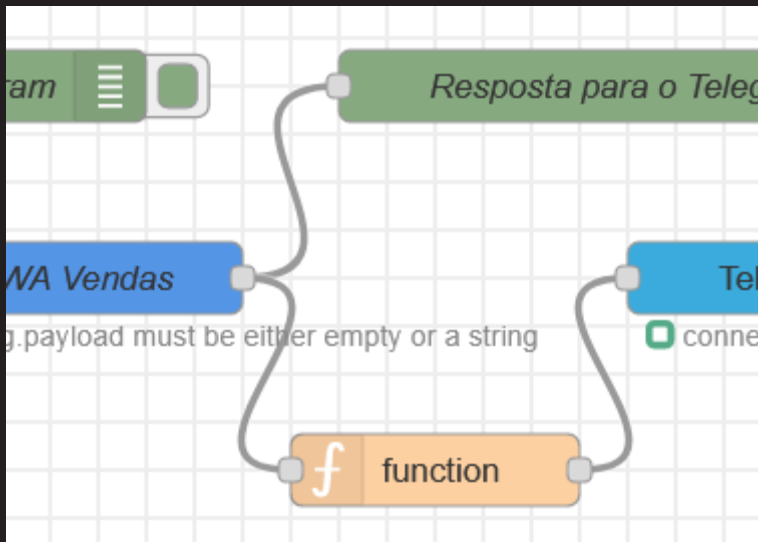 ram
Resposta para o Teleg
WA Vendas
Tel
g.payload must be either empty or a string
conne
function